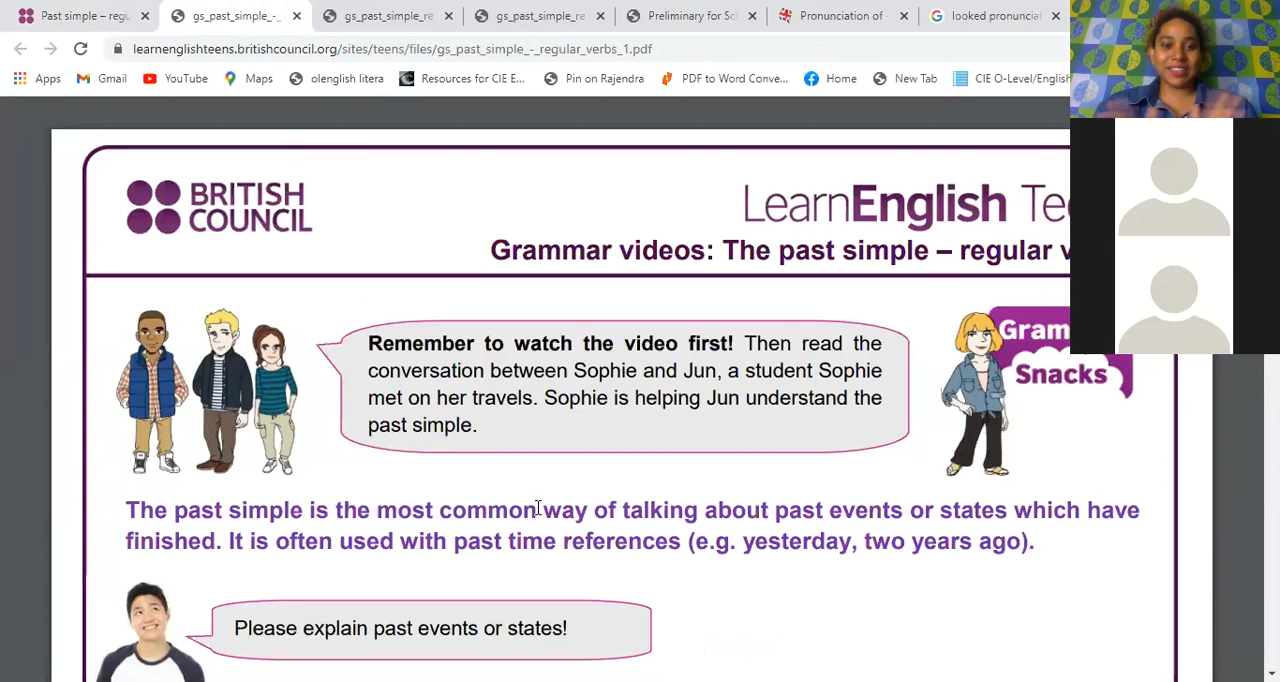 Past simple – regu
gs_past_simple_-_
gs_past_simple_re
gs_past_simple_re
Preliminary for Sc
Pronunciation of
looked pronunciat
learnenglishteens.britishcouncil.org/sites/teens/files/gs_past_simple_-_regular_verbs_1.pdf
Apps
Gmail
YouTube
Maps
olenglish litera
Resources for CIE E...
Pin on Rajendra
PDF to Word Conve...
Home
New Tab
CIE O-Level/English
BRITISH
COUNCIL
LearnEnglish Te
Grammar videos: The past simple – regular v
Remember to watch the video first! Then read the
conversation between Sophie and Jun, a student Sophie
met on her travels. Sophie is helping Jun understand the
past simple.
Gram
Snacks
The past simple is the most common way of talking about past events or states which have
finished. It is often used with past time references (e.g. yesterday, two years ago).
Please explain past events or states!